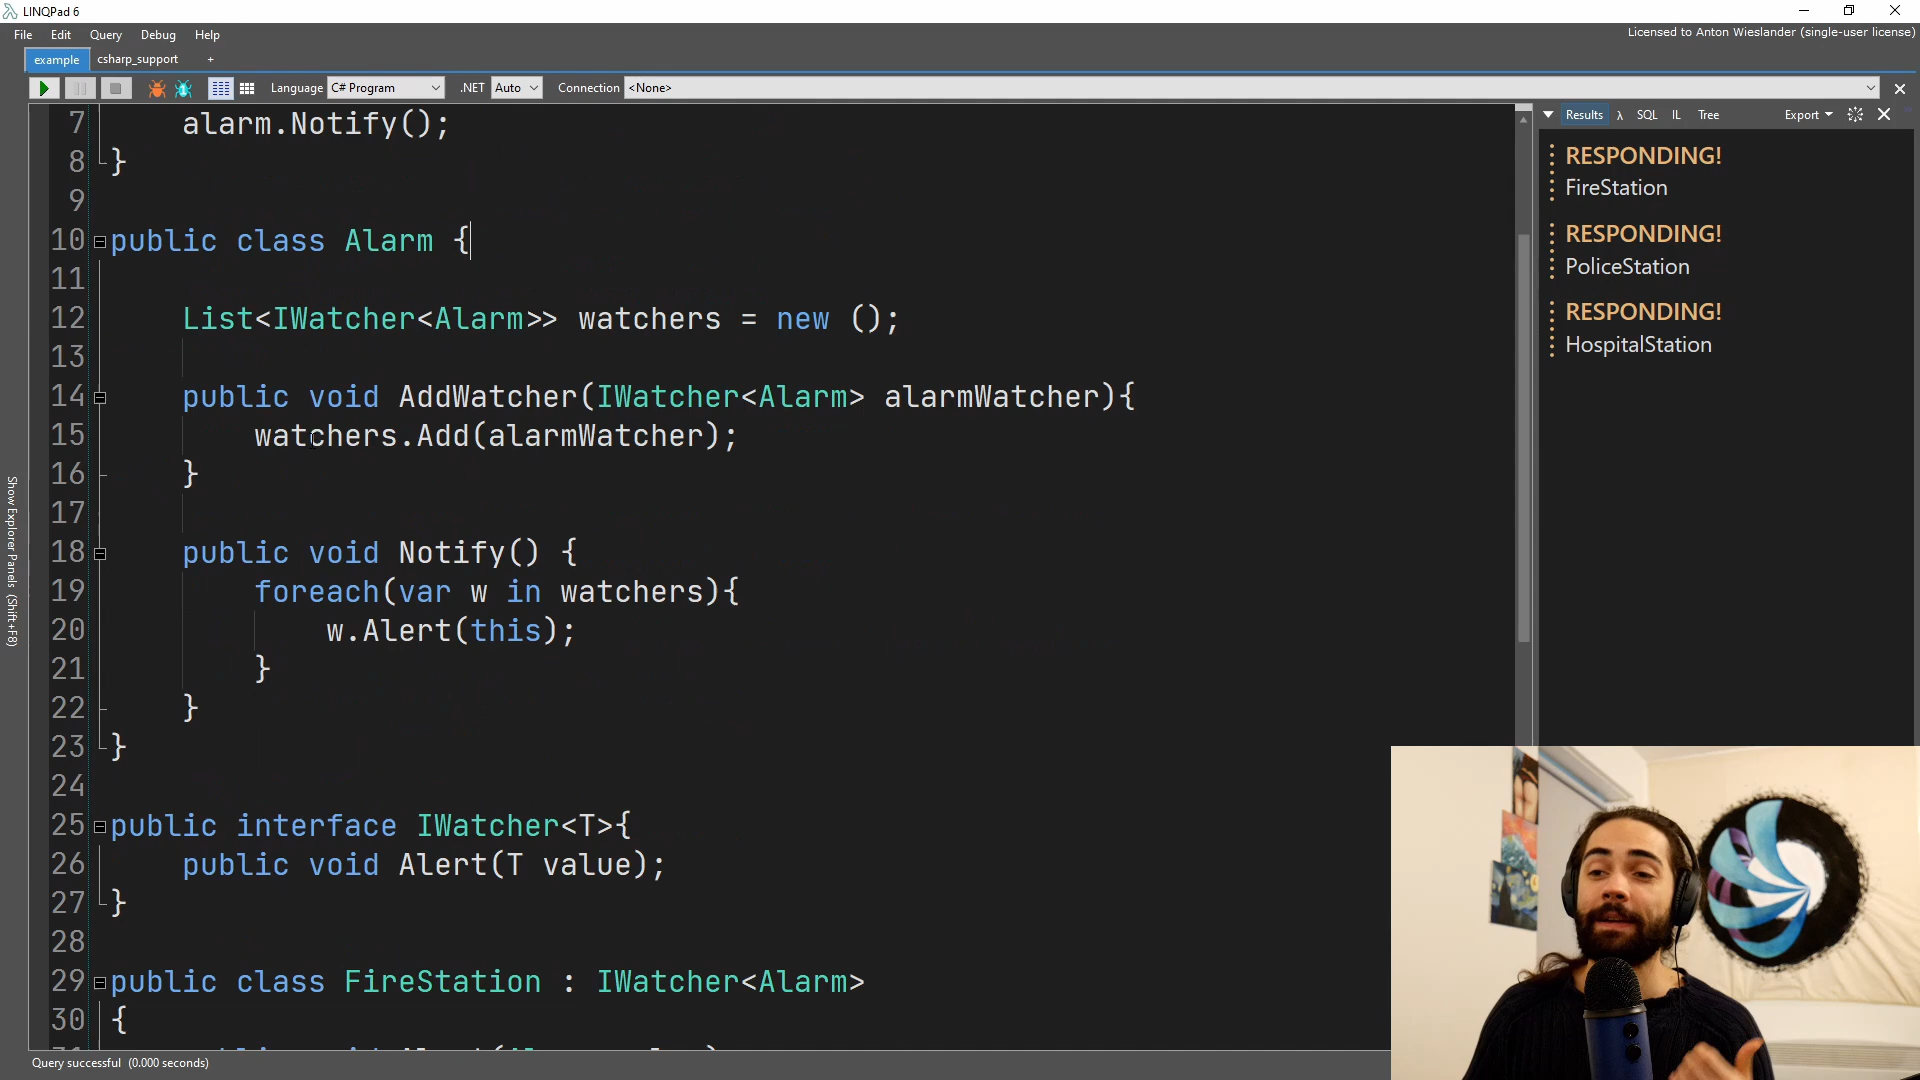 LINQPad 6
File Edit Query Debug Help
Licensed to Anton Wieslander (single-user license)
example csharp_support +
Language C# Program .NET Auto Connection <None>
Results λ SQL IL Tree Export
7 alarm.Notify();
8 }
9
10 public class Alarm {
11
12 List<IWatcher<Alarm>> watchers = new ();
13
14 public void AddWatcher(IWatcher<Alarm> alarmWatcher){
15 watchers.Add(alarmWatcher);
16 }
17
18 public void Notify() {
19 foreach(var w in watchers){
20 w.Alert(this);
21 }
22 }
23 }
24
25 public interface IWatcher<T>{
26 public void Alert(T value);
27 }
28
29 public class FireStation : IWatcher<Alarm>
30 {
RESPONDING!
FireStation
RESPONDING!
PoliceStation
RESPONDING!
HospitalStation
Show Explorer Panels (Shift+F8)
Query successful (0.000 seconds)